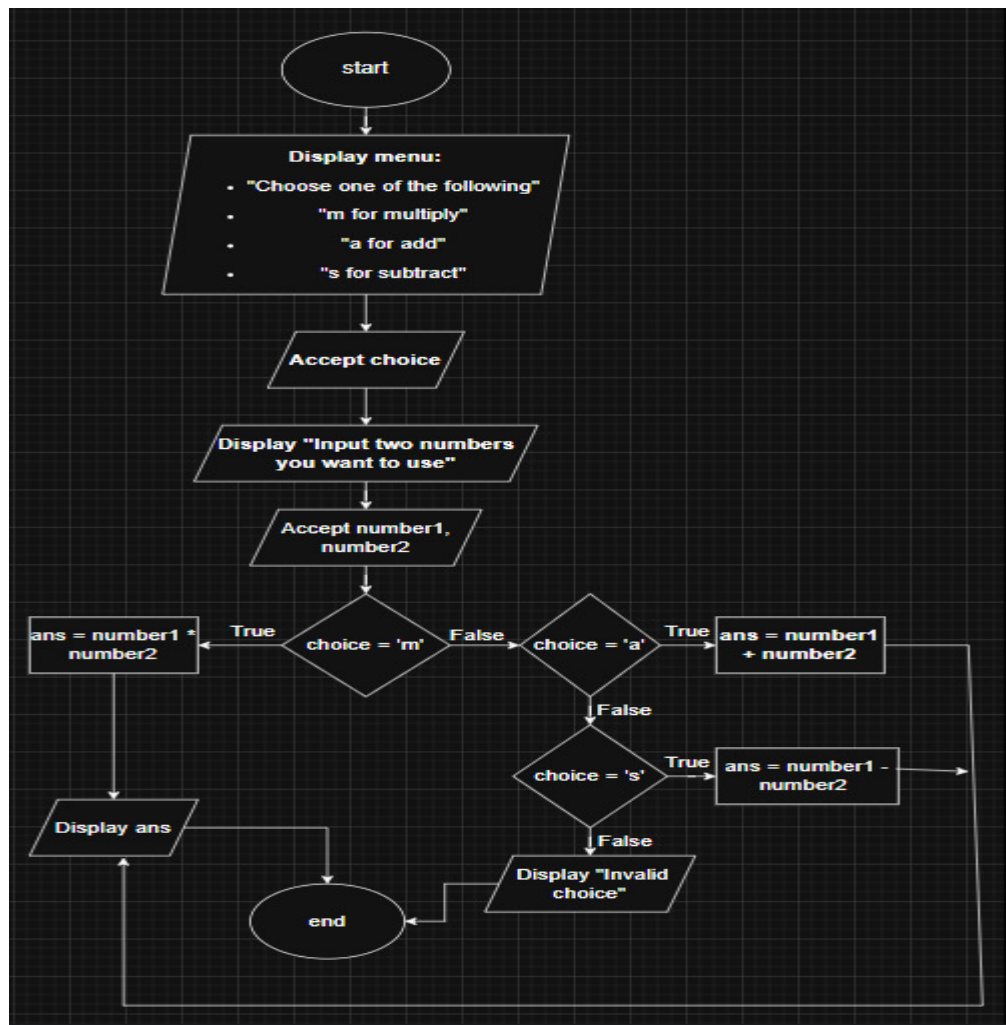 start
Display menu:
• "Choose one of the following"
• "m for multiply"
• "a for add"
• "s for subtract"
Accept choice
Display "Input two numbers
you want to use"
Accept number1,
number2
choice = 'm'
True
ans = number1 *
number2
False
choice = 'a'
True
ans = number1
+ number2
False
choice = 's'
True
ans = number1 -
number2
False
Display "Invalid
choice"
Display ans
end